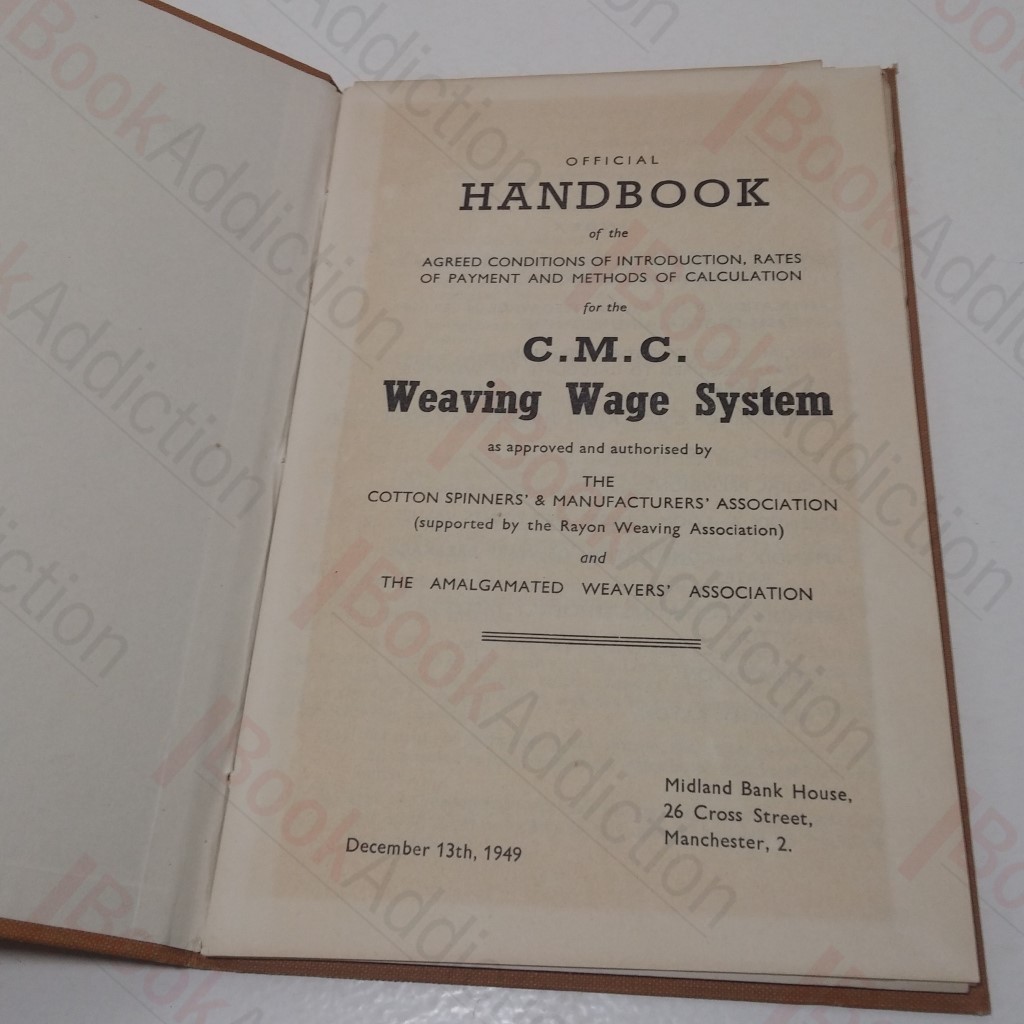 OFFICIAL
HANDBOOK
of the
AGREED CONDITIONS OF INTRODUCTION, RATES
OF PAYMENT AND METHODS OF CALCULATION
for the
C.M.C.
Weaving Wage System
as approved and authorised by
THE
COTTON SPINNERS' & MANUFACTURERS' ASSOCIATION
(supported by the Rayon Weaving Association)
and
THE AMALGAMATED WEAVERS' ASSOCIATION
Midland Bank House,
26 Cross Street,
Manchester, 2.
December 13th, 1949
BookAddiction